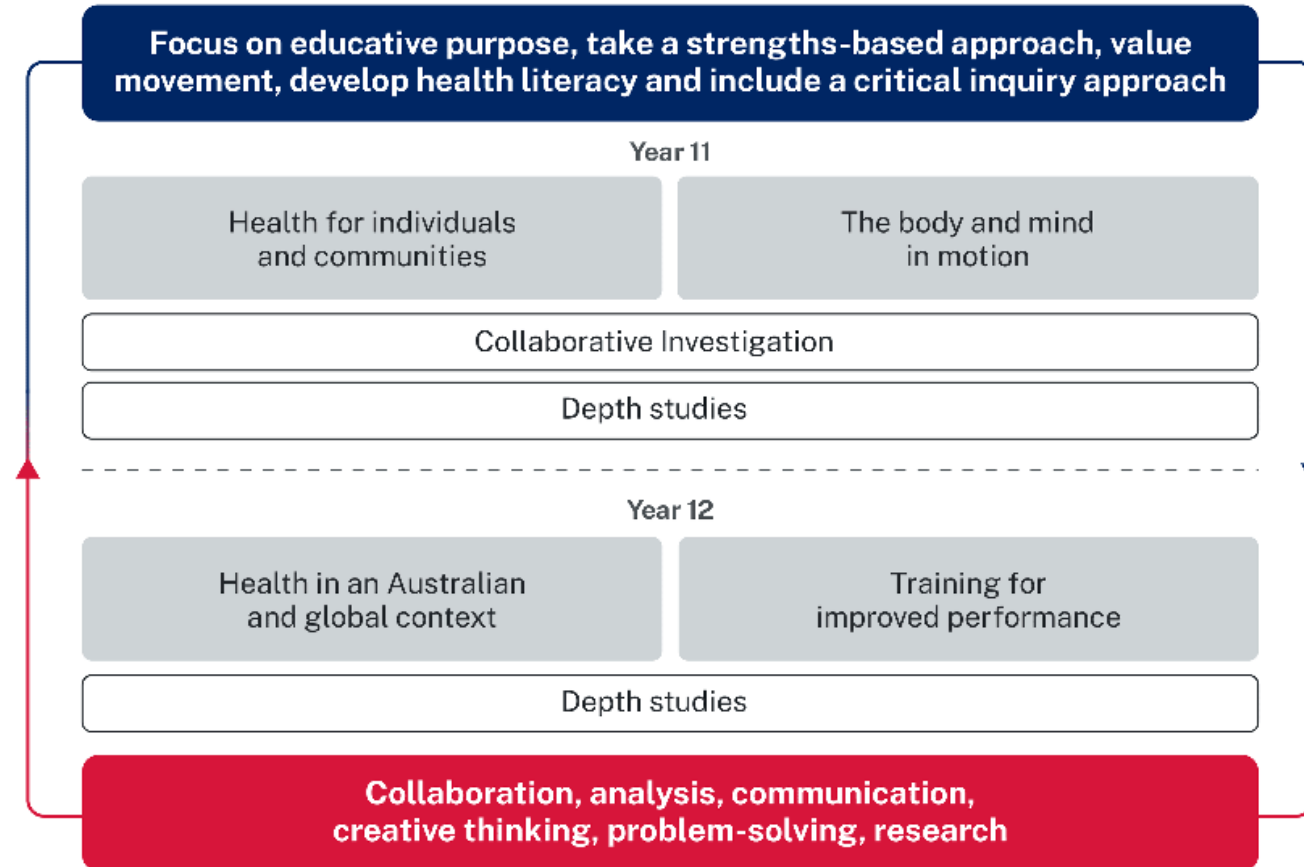 Focus on educative purpose, take a strengths-based approach, value
movement, develop health literacy and include a critical inquiry approach
Year 11
Health for individuals
and communities
The body and mind
in motion
Collaborative Investigation
Depth studies
Year 12
Health in an Australian
and global context
Training for
improved performance
Depth studies
Collaboration, analysis, communication,
creative thinking, problem-solving, research